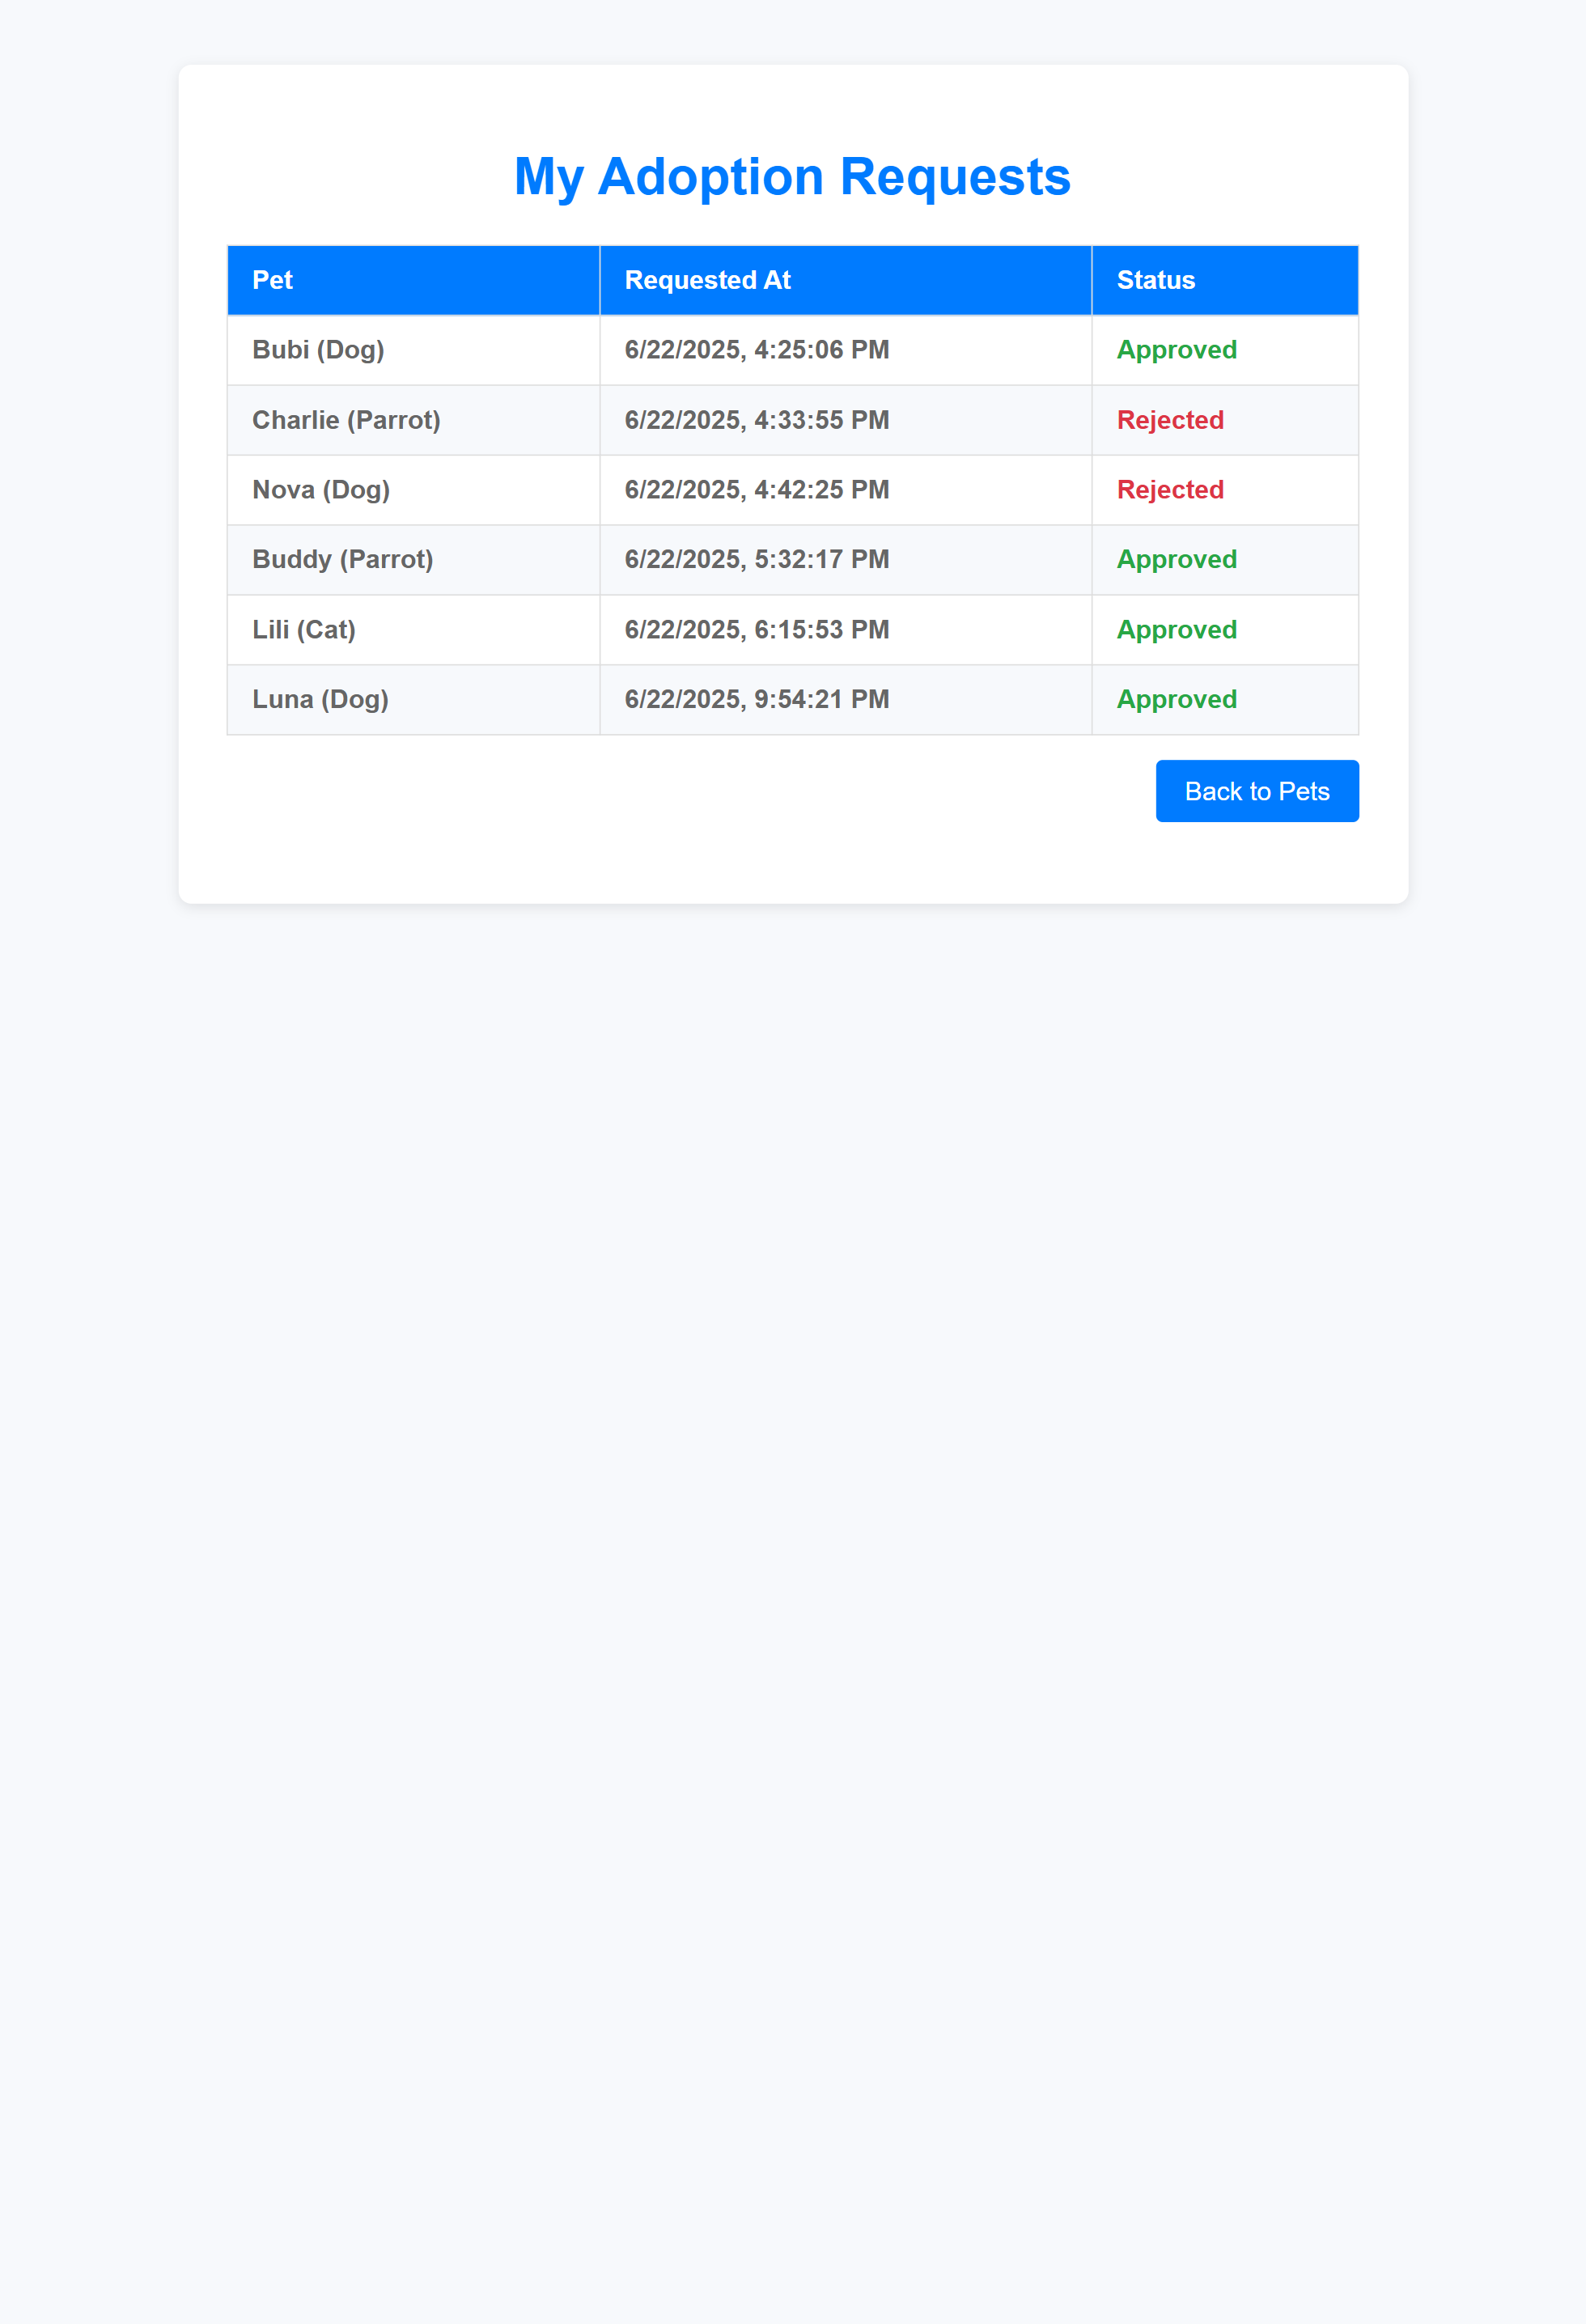 My Adoption Requests
Pet Requested At Status
Bubi (Dog) 6/22/2025, 4:25:06 PM Approved
Charlie (Parrot) 6/22/2025, 4:33:55 PM Rejected
Nova (Dog) 6/22/2025, 4:42:25 PM Rejected
Buddy (Parrot) 6/22/2025, 5:32:17 PM Approved
Lili (Cat) 6/22/2025, 6:15:53 PM Approved
Luna (Dog) 6/22/2025, 9:54:21 PM Approved
Back to Pets